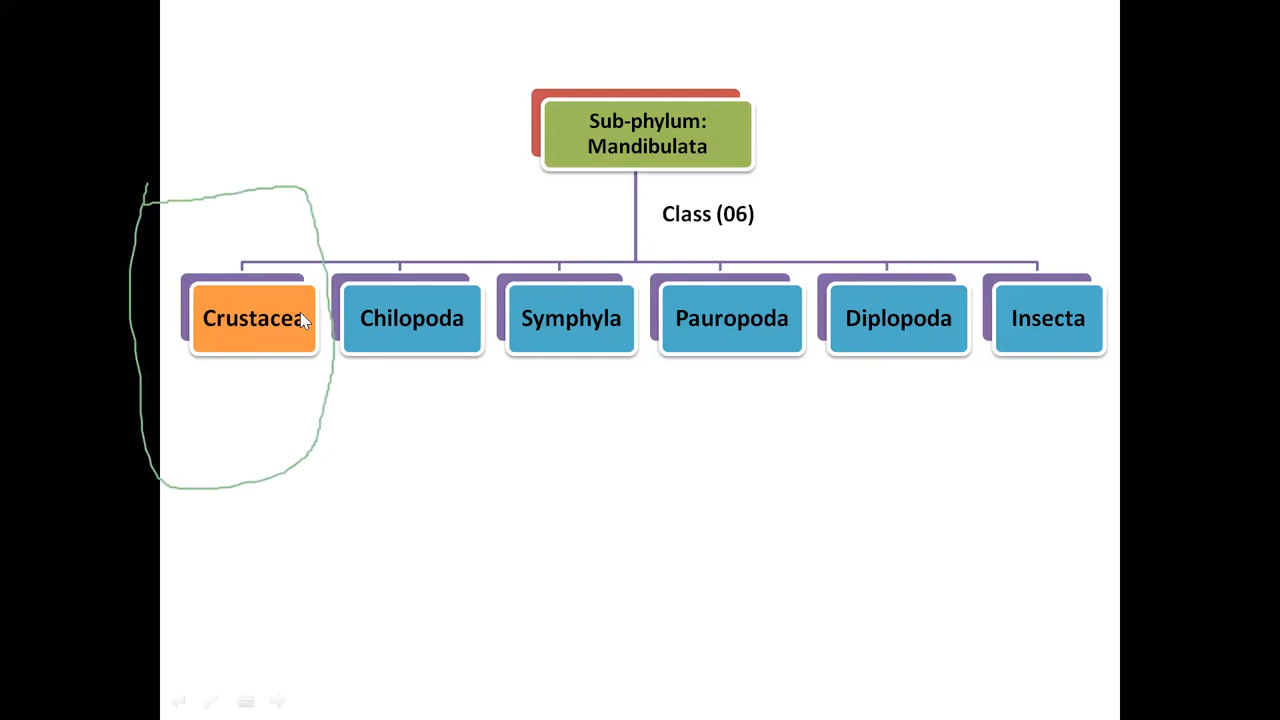 Sub-phylum:
Mandibulata
Class (06)
Crustacea
Chilopoda
Symphyla
Pauropoda
Diplopoda
Insecta